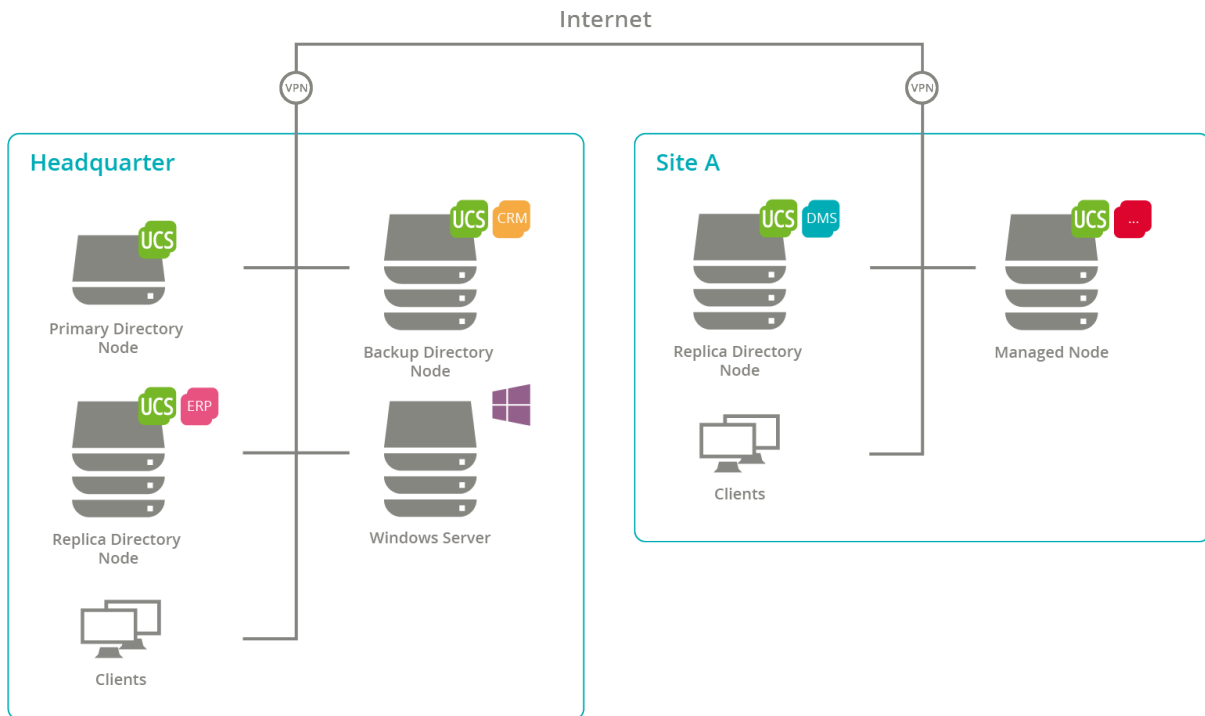 Internet
VPN
VPN
Headquarter
UCS
Primary Directory
Node
UCS
CRM
Backup Directory
Node
UCS
ERP
Replica Directory
Node
Windows Server
Clients
Site A
UCS
DMS
Replica Directory
Node
UCS
...
Managed Node
Clients